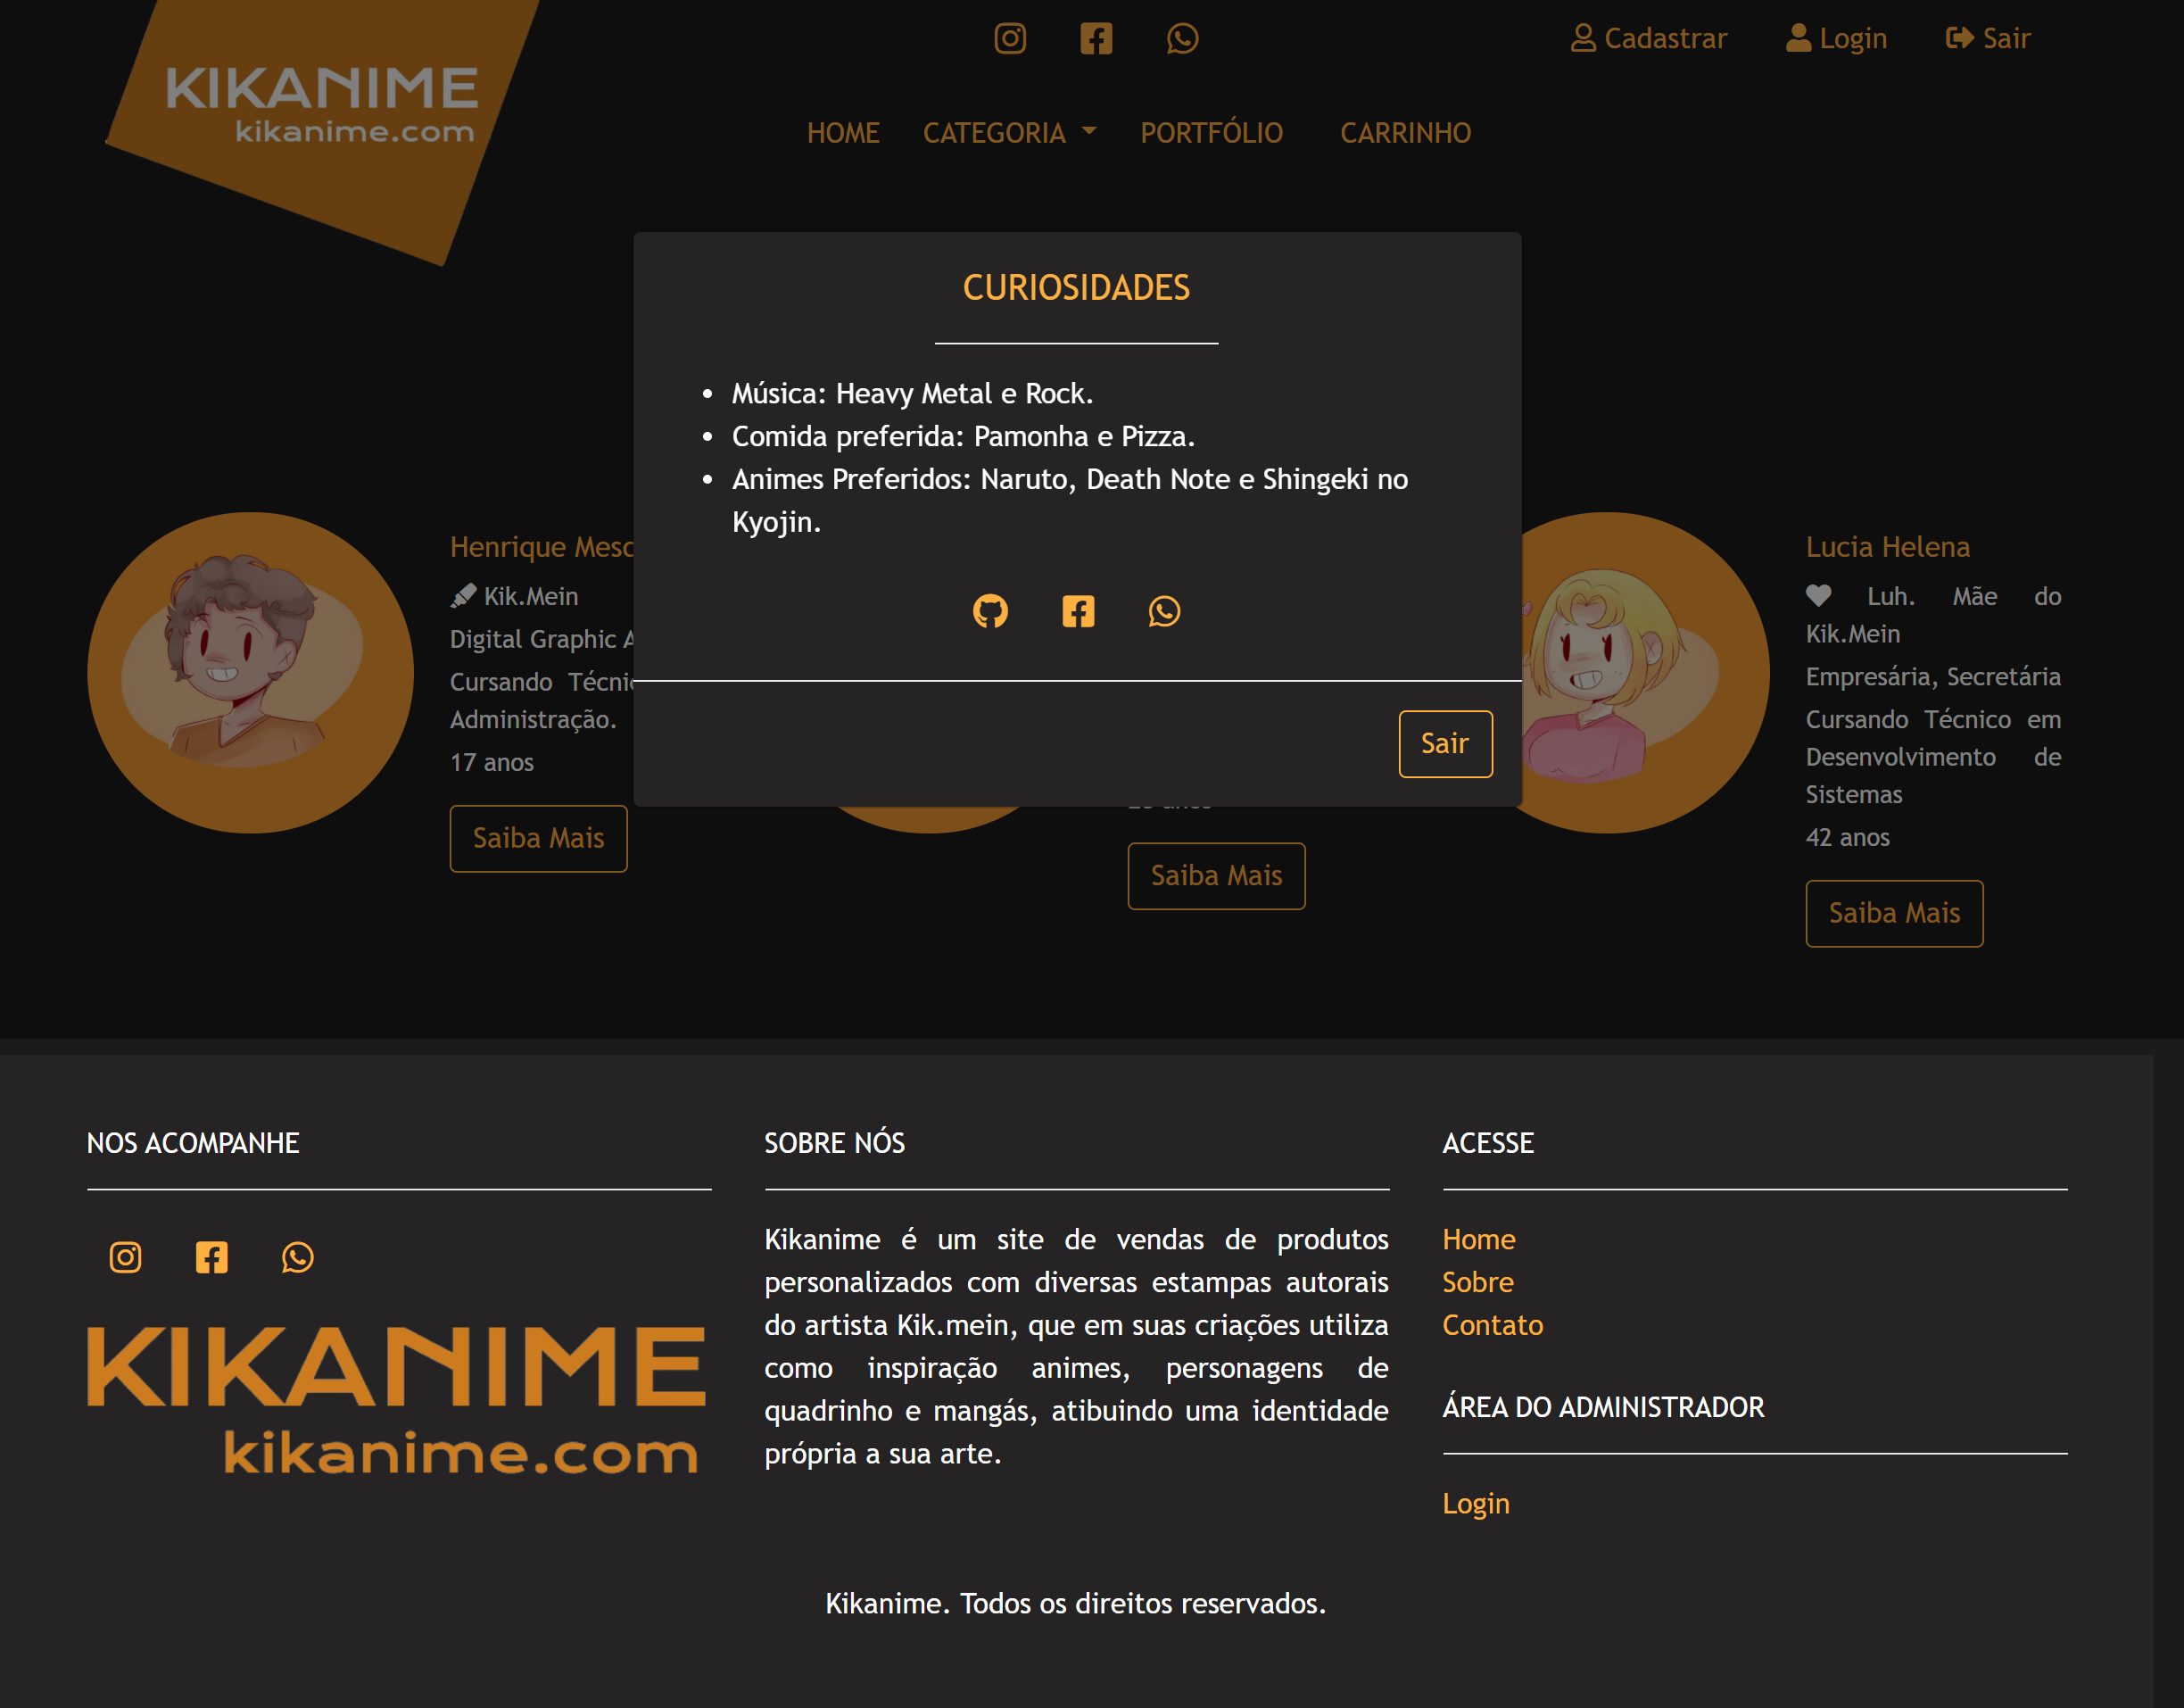 KIKANIME
kikanime.com
Cadastrar
Login
Sair
HOME
CATEGORIA
PORTFÓLIO
CARRINHO
CURIOSIDADES
Música: Heavy Metal e Rock.
Comida preferida: Pamonha e Pizza.
Animes Preferidos: Naruto, Death Note e Shingeki no
Kyojin.
Sair
Henrique
Kik.Mein
Digital Graphic
Cursando
Administração.
17 anos
Saiba Mais
anos
Saiba Mais
Lucia Helena
Luh. Mãe do
Kik.Mein
Empresária, Secretária
Cursando Técnico em
Desenvolvimento de
Sistemas
42 anos
Saiba Mais
NOS ACOMPANHE
KIKANIME
kikanime.com
SOBRE NÓS
Kikanime é um site de vendas de produtos
personalizados com diversas estampas autorais
do artista Kik.mein, que em suas criações utiliza
como inspiração animes, personagens de
quadrinho e mangás, atibuindo uma identidade
própria a sua arte.
ACESSE
Home
Sobre
Contato
ÁREA DO ADMINISTRADOR
Login
Kikanime. Todos os direitos reservados.